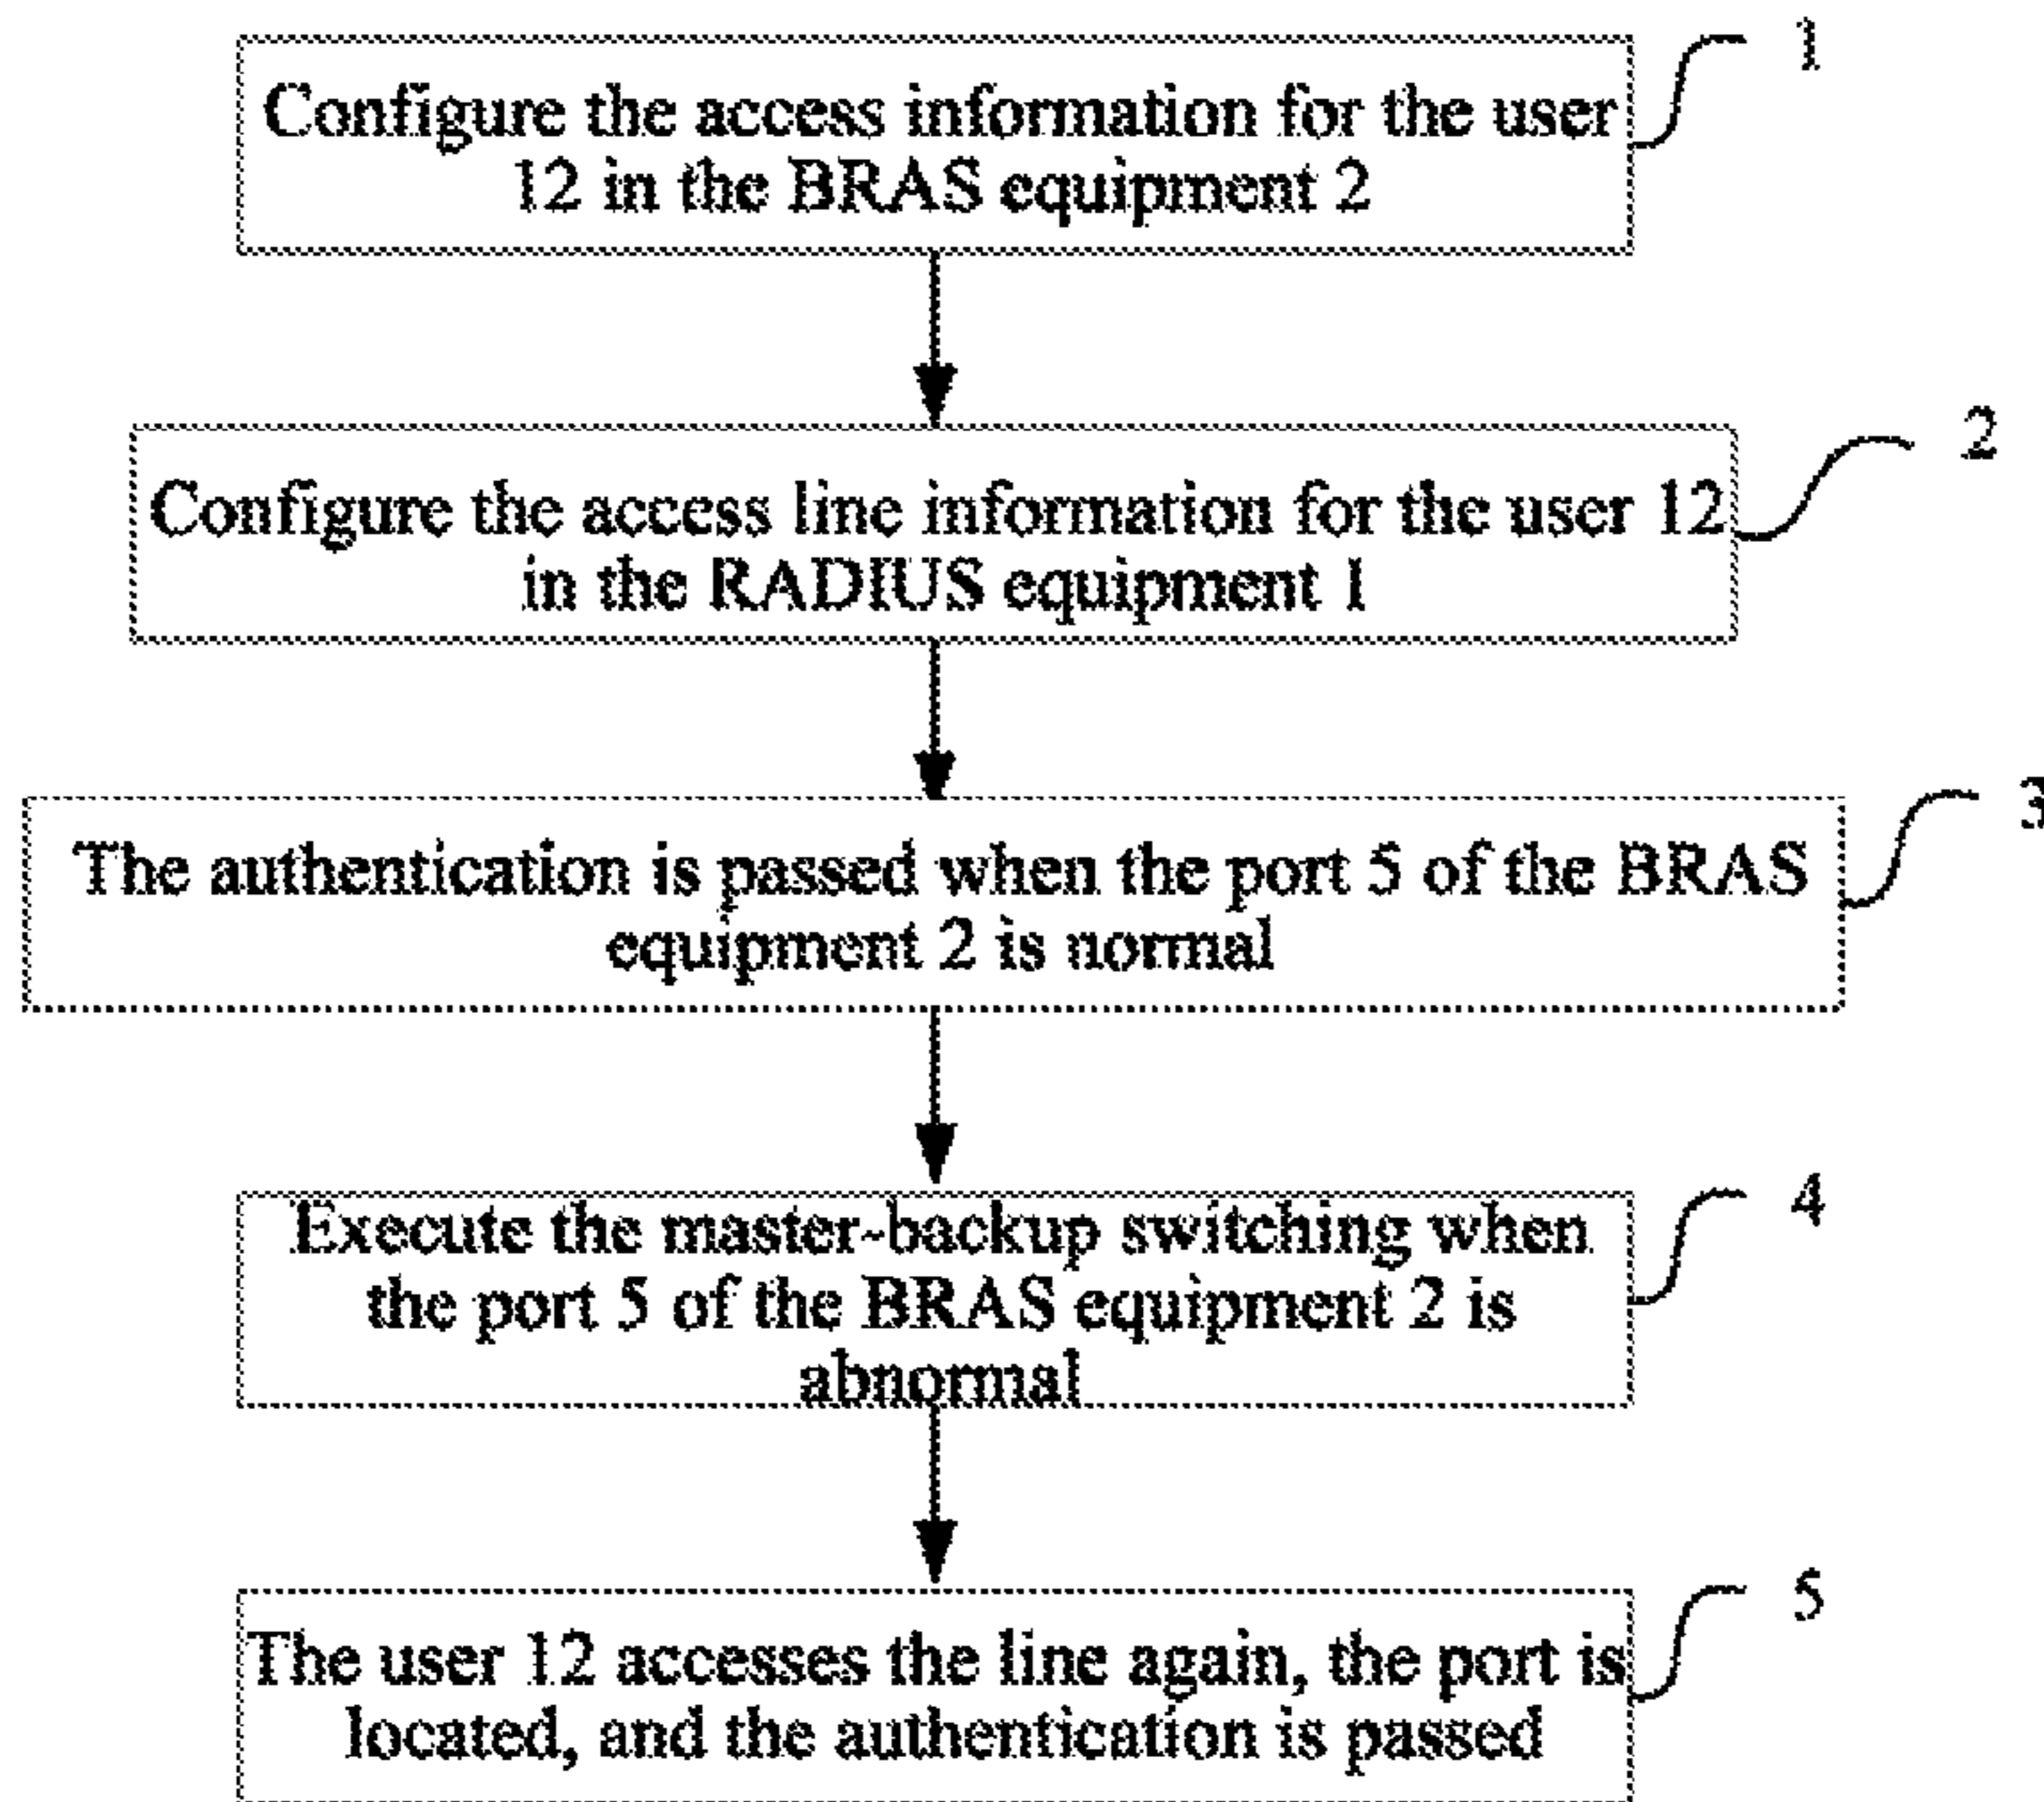 1
Configure the access information for the user
12 in the BRAS equipment 2
2
Configure the access line information for the user 12
in the RADIUS equipment 1
3
The authentication is passed when the port 5 of the BRAS
equipment 2 is normal
4
Execute the master-backup switching when
the port 5 of the BRAS equipment 2 is
abnormal
5
The user 12 accesses the line again, the port is
located, and the authentication is passed